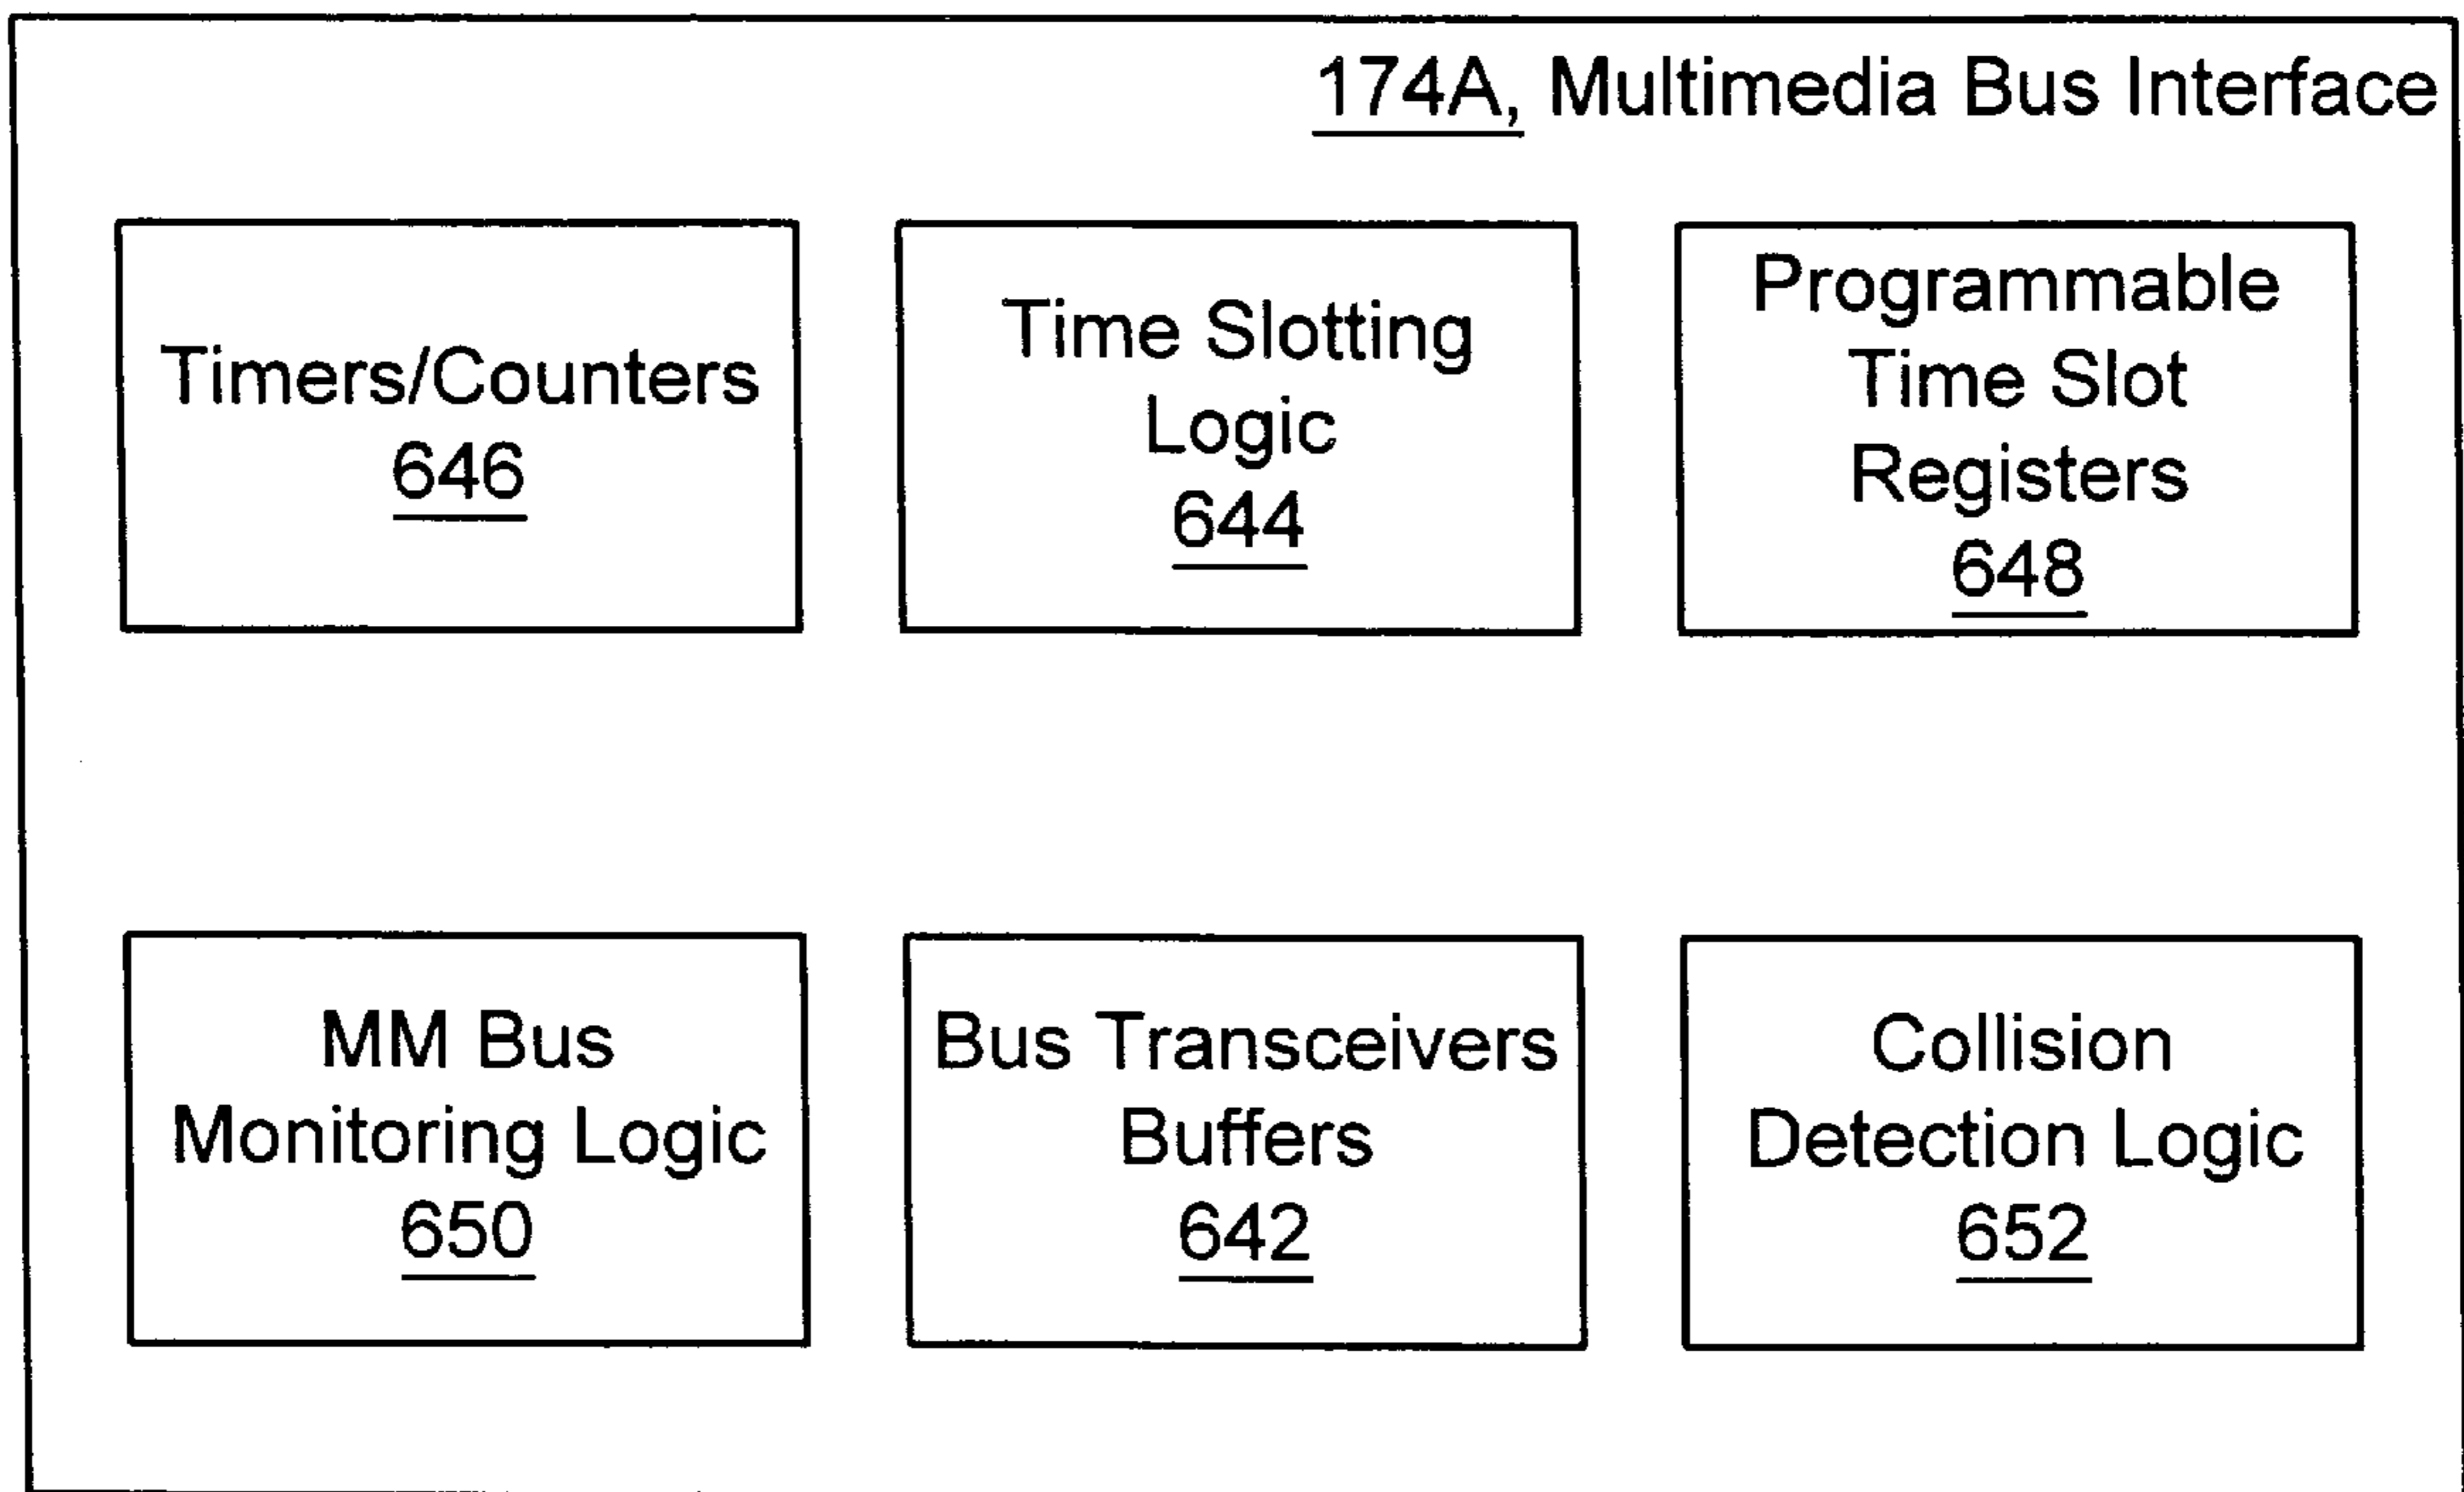 174A, Multimedia Bus Interface
Timers/Counters
646
Time Slotting
Logic
644
Programmable
Time Slot
Registers
648
MM Bus
Monitoring Logic
650
Bus Transceivers
Buffers
642
Collision
Detection Logic
652